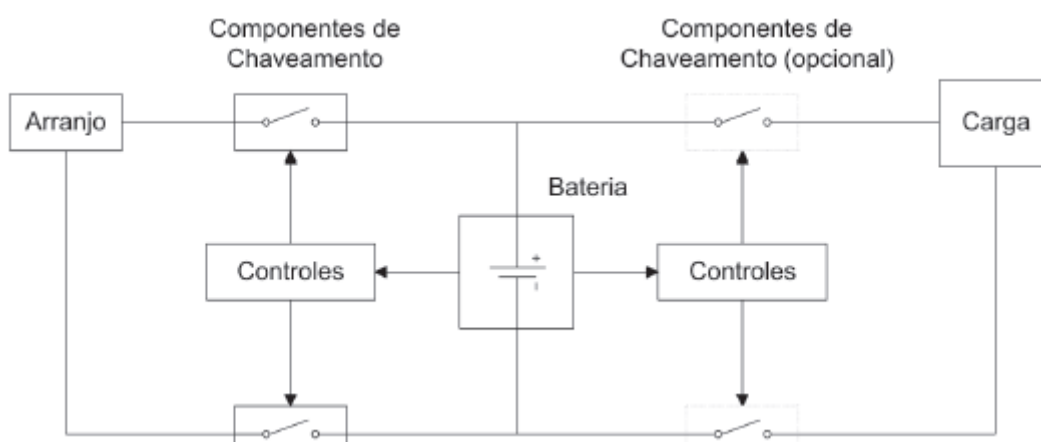 Componentes de
Chaveamento
Componentes de
Chaveamento (opcional)
Arranjo
Carga
Bateria
Controles
Controles